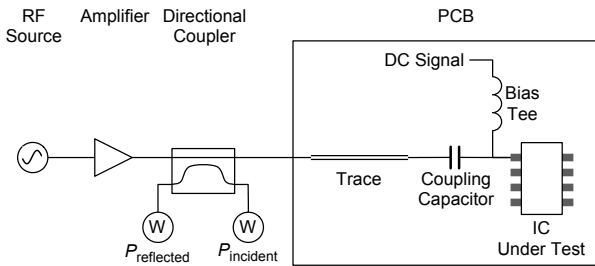 RF
Source
Amplifier
Directional
Coupler
PCB
DC Signal
Bias
Tee
Trace
Coupling
Capacitor
IC
Under Test
W
W
Preflected
Pincident